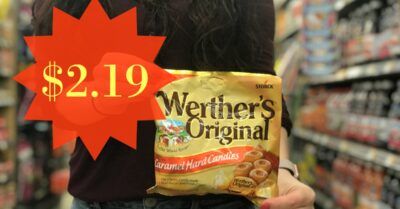 $2.19
STORCK
Werther's
Original
Caramel Hard Candies